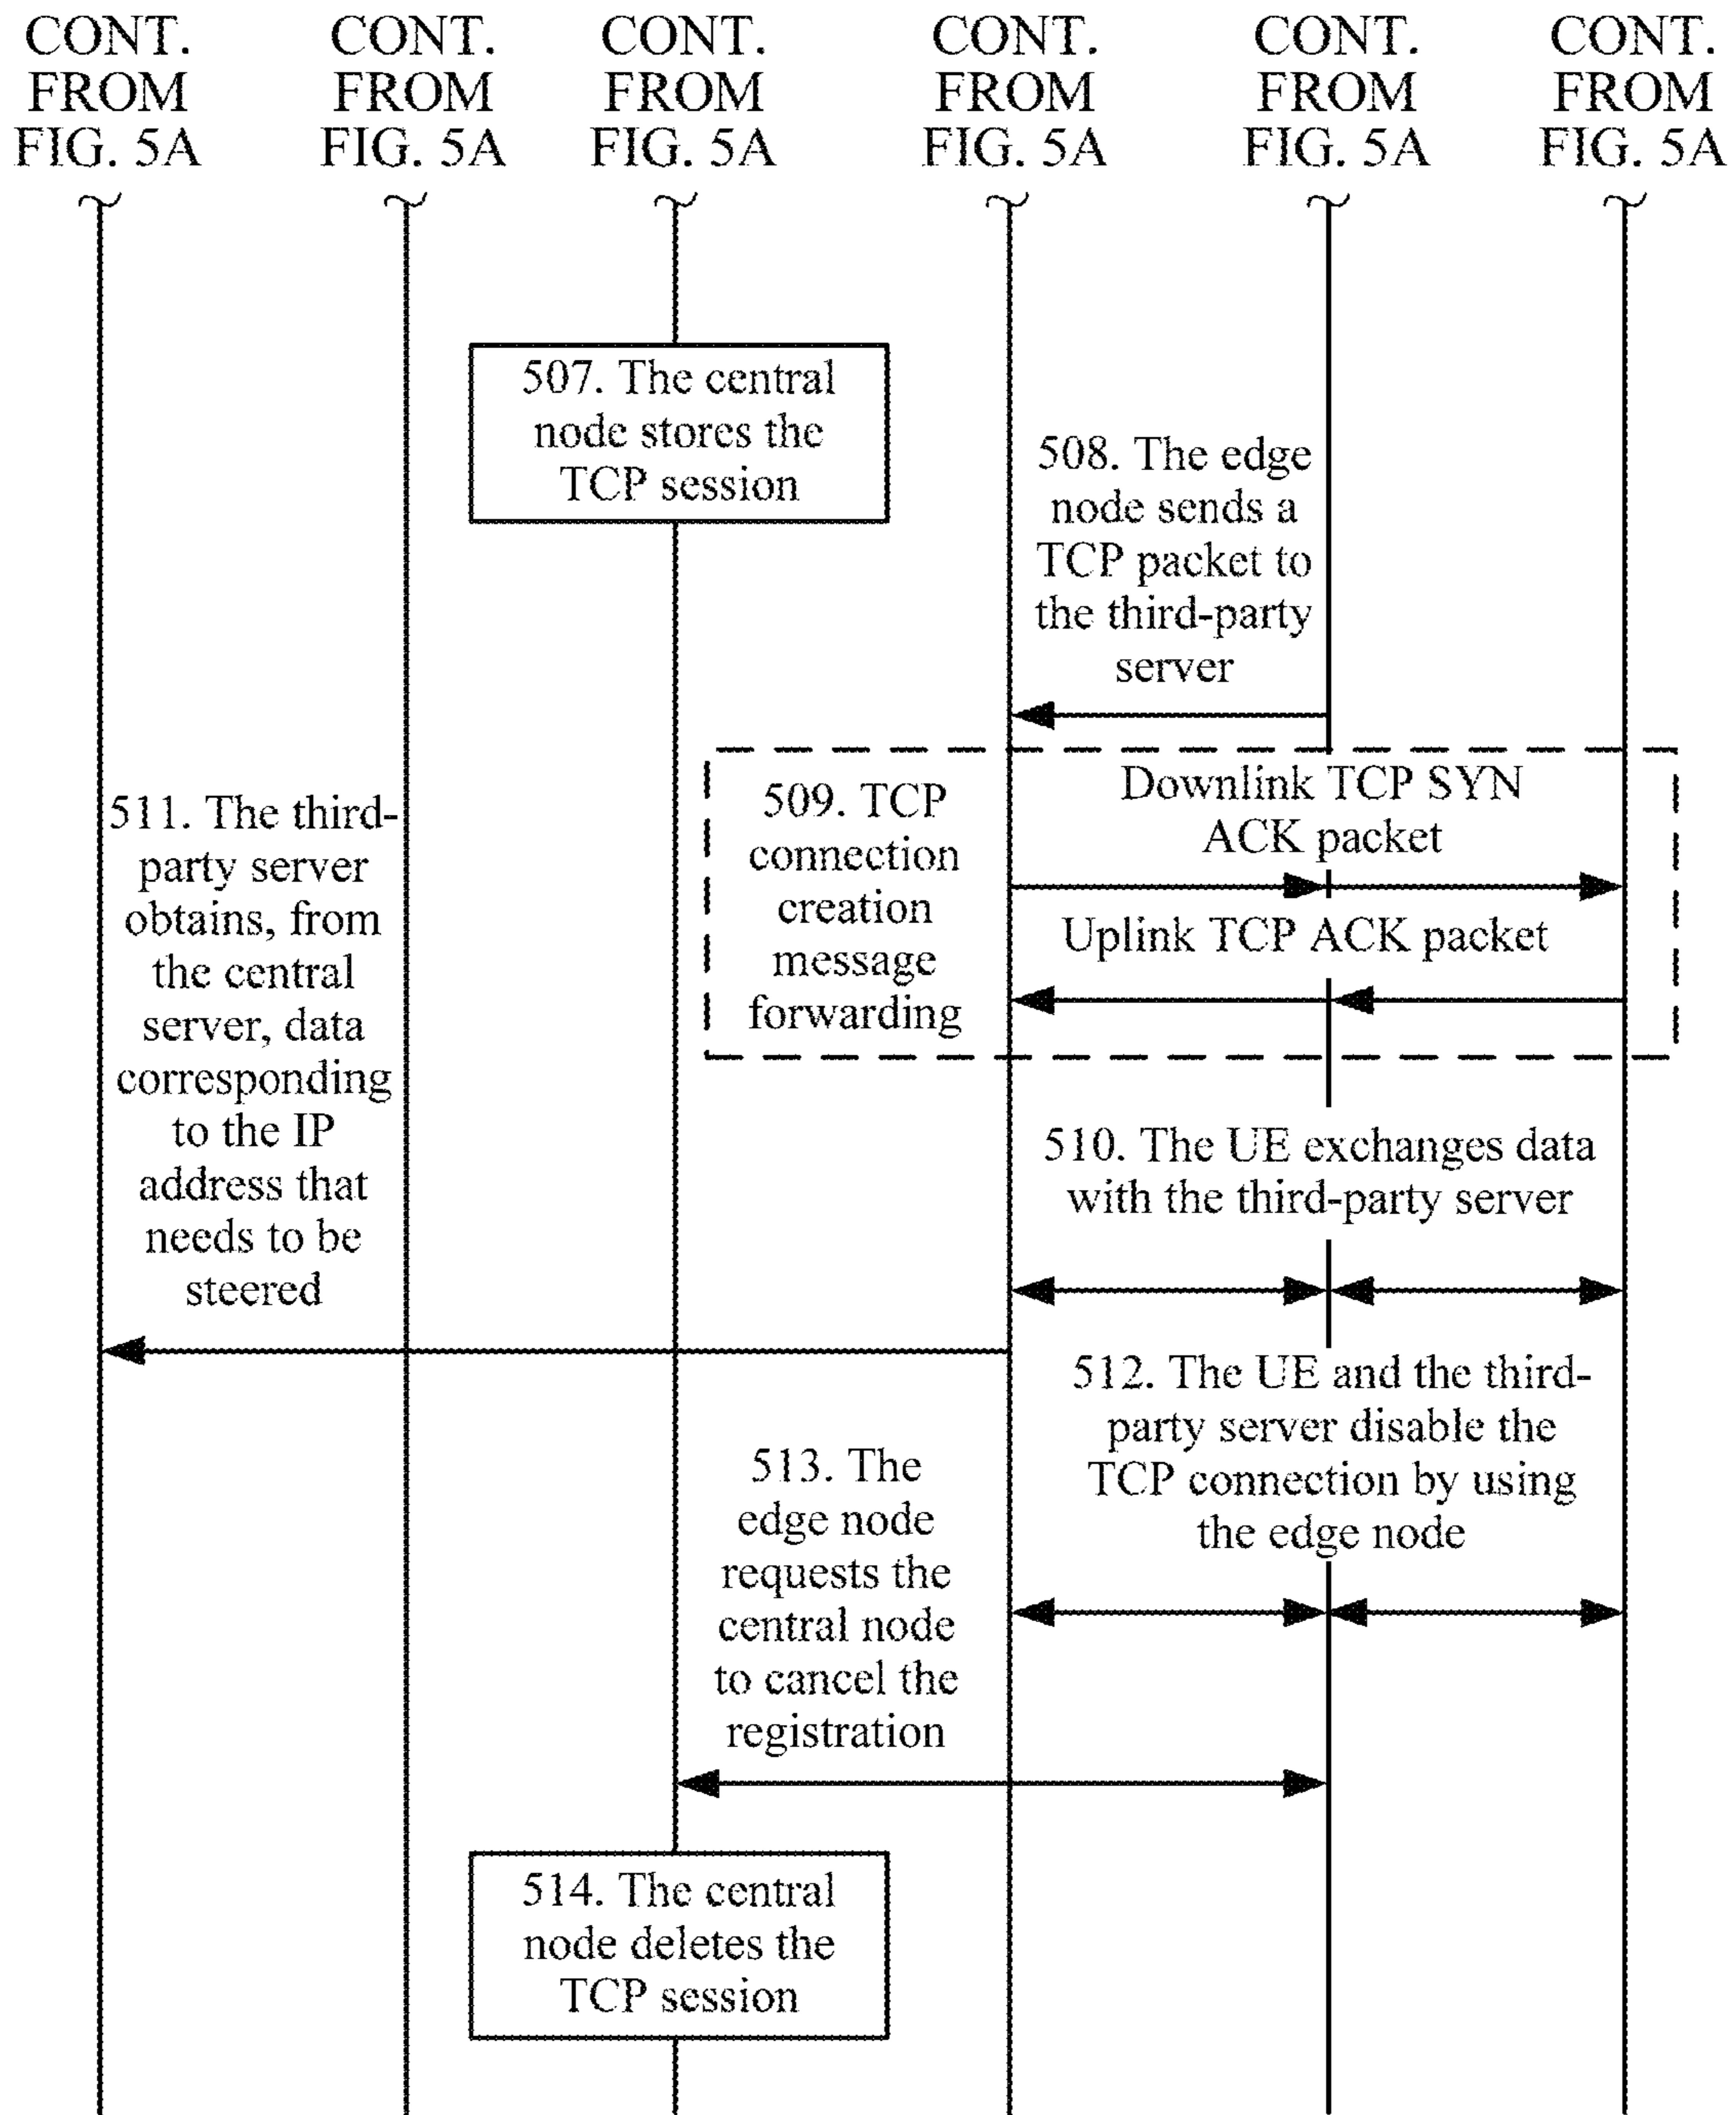 CONT.
FROM
FIG. 5A
CONT.
FROM
FIG. 5A
CONT.
FROM
FIG. 5A
CONT.
FROM
FIG. 5A
CONT.
FROM
FIG. 5A
CONT.
FROM
FIG. 5A
507. The central
node stores the
TCP session
508. The edge
node sends a
TCP packet to
the third-party
server
509. TCP
connection
creation
message
forwarding
Downlink TCP SYN
ACK packet
Uplink TCP ACK packet
510. The UE exchanges data
with the third-party server
511. The third-
party server
obtains, from
the central
server, data
corresponding
to the IP
address that
needs to be
steered
512. The UE and the third-
party server disable the
TCP connection by using
the edge node
513. The
edge node
requests the
central node
to cancel the
registration
514. The central
node deletes the
TCP session